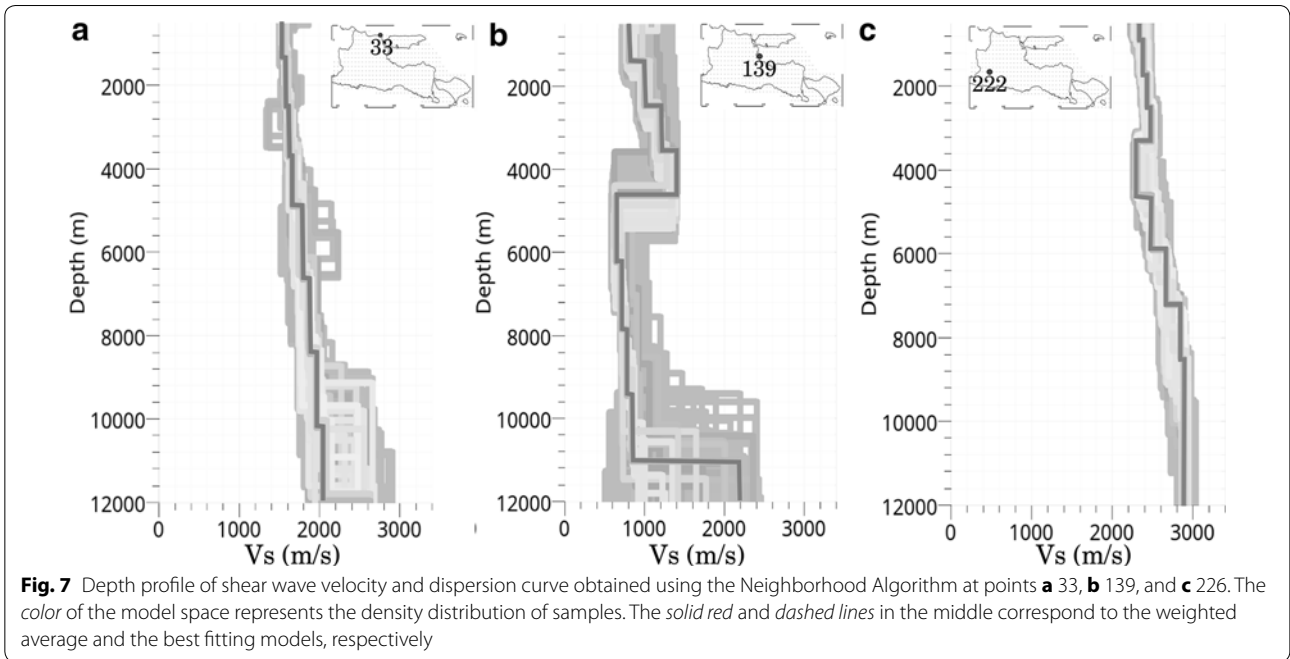 a
33
2000
4000
6000
8000
10000
12000
Depth (m)
0 1000 2000 3000
Vs (m/s)
b
139
2000
4000
6000
8000
10000
12000
Depth (m)
0 1000 2000 3000
Vs (m/s)
c
222
2000
4000
6000
8000
10000
12000
Depth (m)
0 1000 2000 3000
Vs (m/s)
Fig. 7 Depth profile of shear wave velocity and dispersion curve obtained using the Neighborhood Algorithm at points a 33, b 139, and c 226. The
color of the model space represents the density distribution of samples. The solid red and dashed lines in the middle correspond to the weighted
average and the best fitting models, respectively